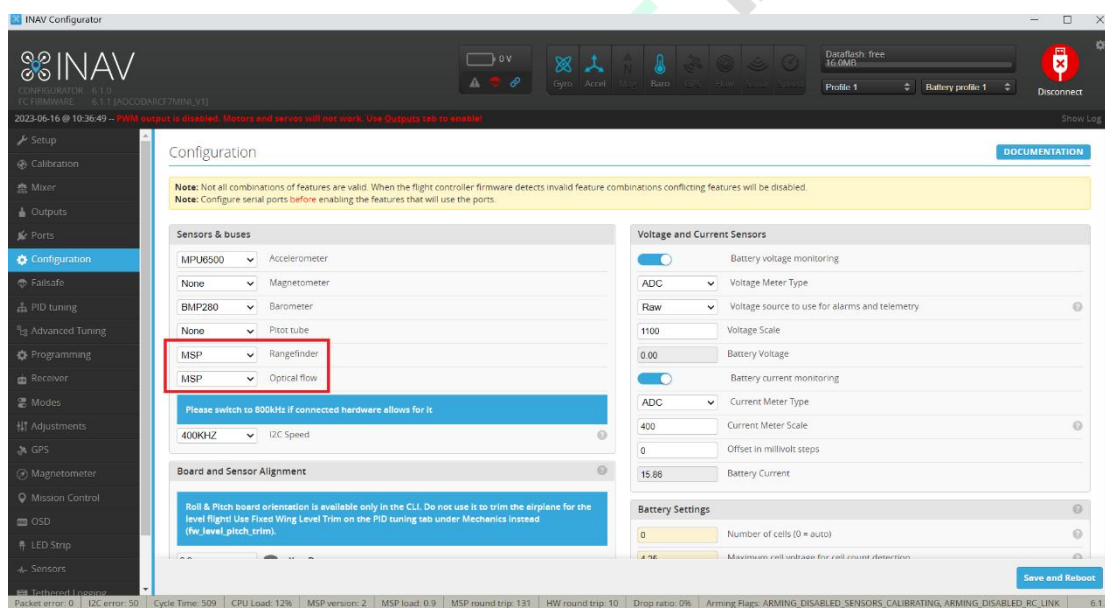 INAV Configurator
INAV
CONFIGURATOR 6.1.0
FC FIRMWARE 6.1.1 [AOCODARCF7MINI_V1]
0 V
Gyro Accel Mag Baro GPS Flow Sonar Speed
Dataflash: free
16.0MB
Profile 1
Battery profile 1
Disconnect
2023-06-16 @ 10:36:49 -- PWM output is disabled. Motors and servos will not work. Use Outputs tab to enable!
Show Log
Setup
Calibration
Mixer
Outputs
Ports
Configuration
Failsafe
PID tuning
Advanced Tuning
Programming
Receiver
Modes
Adjustments
GPS
Magnetometer
Mission Control
OSD
LED Strip
Sensors
Tethered Logging
Configuration
DOCUMENTATION
Note: Not all combinations of features are valid. When the flight controller firmware detects invalid feature combinations conflicting features will be disabled.
Note: Configure serial ports before enabling the features that will use the ports.
Sensors & buses
MPU6500 Accelerometer
None Magnetometer
BMP280 Barometer
None Pitot tube
MSP Rangefinder
MSP Optical flow
Please switch to 800kHz if connected hardware allows for it
400KHZ I2C Speed
Board and Sensor Alignment
Roll & Pitch board orientation is available only in the CLI. Do not use it to trim the airplane for the
level flight! Use Fixed Wing Level Trim on the PID tuning tab under Mechanics instead
(fw_level_pitch_trim).
Voltage and Current Sensors
Battery voltage monitoring
ADC Voltage Meter Type
Raw Voltage source to use for alarms and telemetry
1100 Voltage Scale
0.00 Battery Voltage
Battery current monitoring
ADC Current Meter Type
400 Current Meter Scale
0 Offset in millivolt steps
15.86 Battery Current
Battery Settings
0 Number of cells (0 = auto)
4.25 Maximum cell voltage for cell count detection
Save and Reboot
Packet error: 0 I2C error: 50 Cycle Time: 509 CPU Load: 12% MSP version: 2 MSP load: 0.9 MSP round trip: 131 HW round trip: 10 Drop ratio: 0% Arming Flags: ARMING_DISABLED_SENSORS_CALIBRATING, ARMING_DISABLED_RC_LINK 6.1